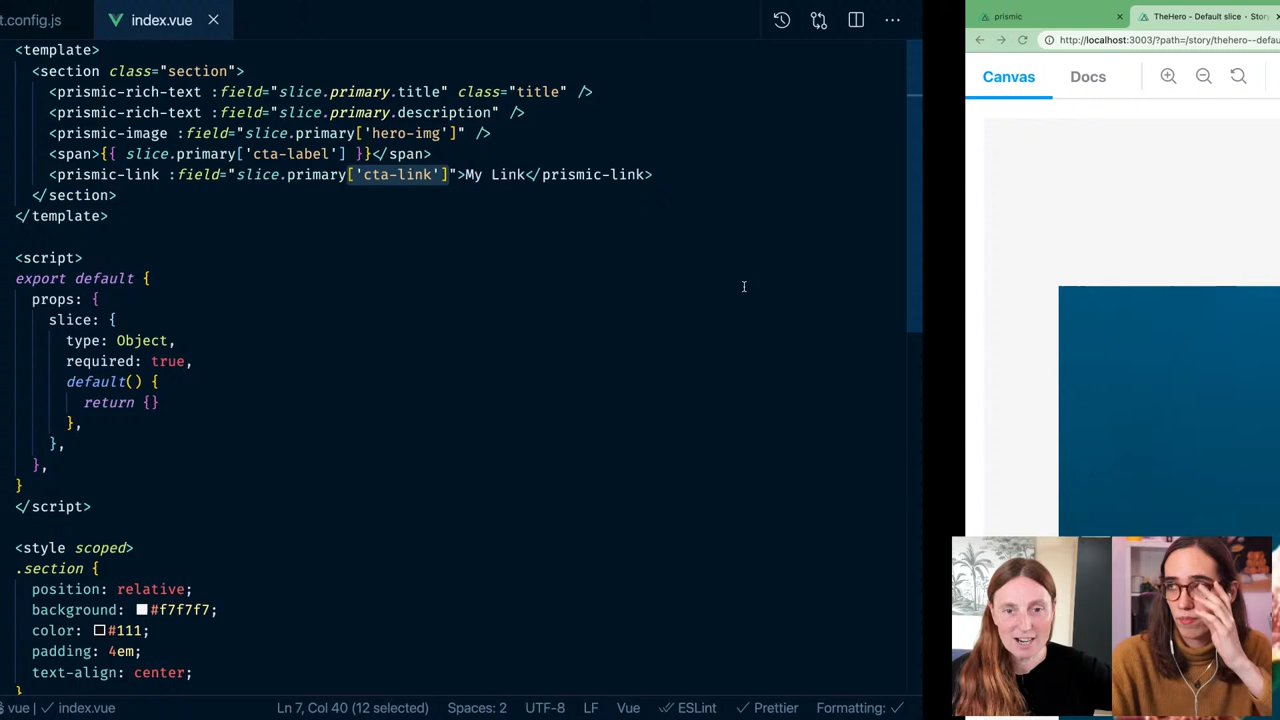 t.config.js
index.vue
prismic
TheHero - Default slice · Story
http://localhost:3003/?path=/story/thehero--defau
Canvas
Docs
<template>
<section class="section">
<prismic-rich-text :field="slice.primary.title" class="title" />
<prismic-rich-text :field="slice.primary.description" />
<prismic-image :field="slice.primary['hero-img']" />
<span>{{ slice.primary['cta-label'] }}</span>
<prismic-link :field="slice.primary['cta-link']">My Link</prismic-link>
</section>
</template>
<script>
export default {
props: {
slice: {
type: Object,
required: true,
default() {
return {}
},
},
},
}
</script>
<style scoped>
.section {
position: relative;
background: #f7f7f7;
color: #111;
padding: 4em;
text-align: center;
}
vue | index.vue
Ln 7, Col 40 (12 selected)
Spaces: 2
UTF-8
LF
Vue
ESLint
Prettier
Formatting: